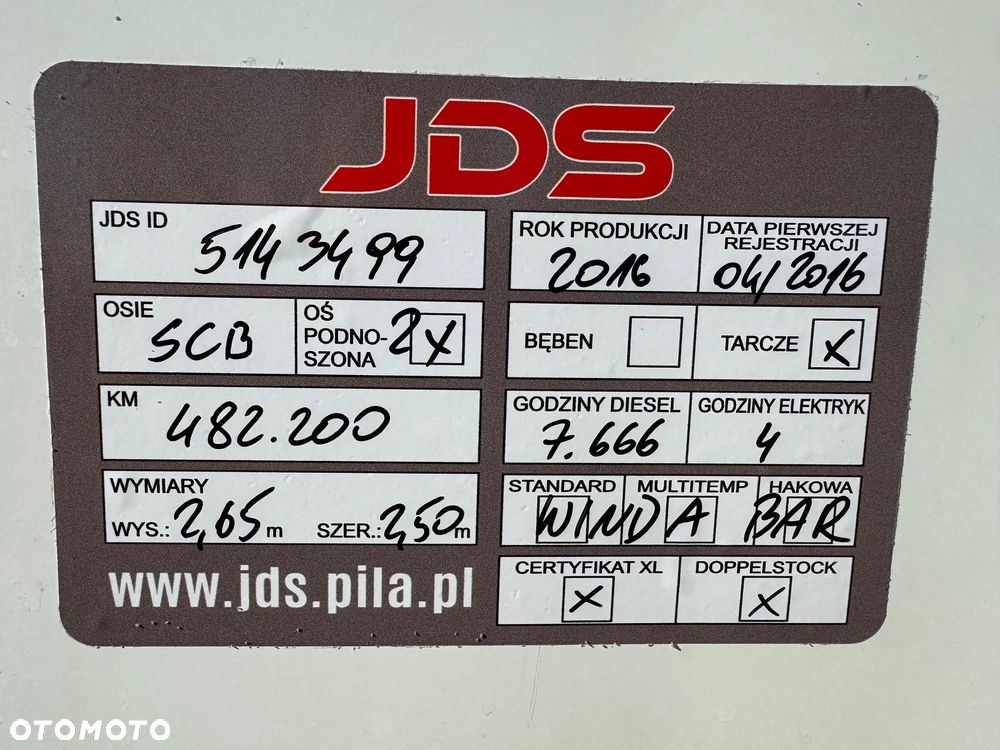 JDS
JDS ID
5143499
ROK PRODUKCJI
2016
DATA PIERWSZEJ
REJESTRACJI
04/2016
OSIE
SCB
OŚ
PODNO-
SZONA
2X
BĘBEN
TARCZE X
KM
482.200
GODZINY DIESEL
7.666
GODZINY ELEKTRYK
4
WYMIARY
WYS.: 2,65 m SZER.: 2,50 m
STANDARD MULTITEMP HAKOWA
WINDA BAR
CERTYFIKAT XL
X
DOPPELSTOCK
X
www.jds.pila.pl
OTOMOTO